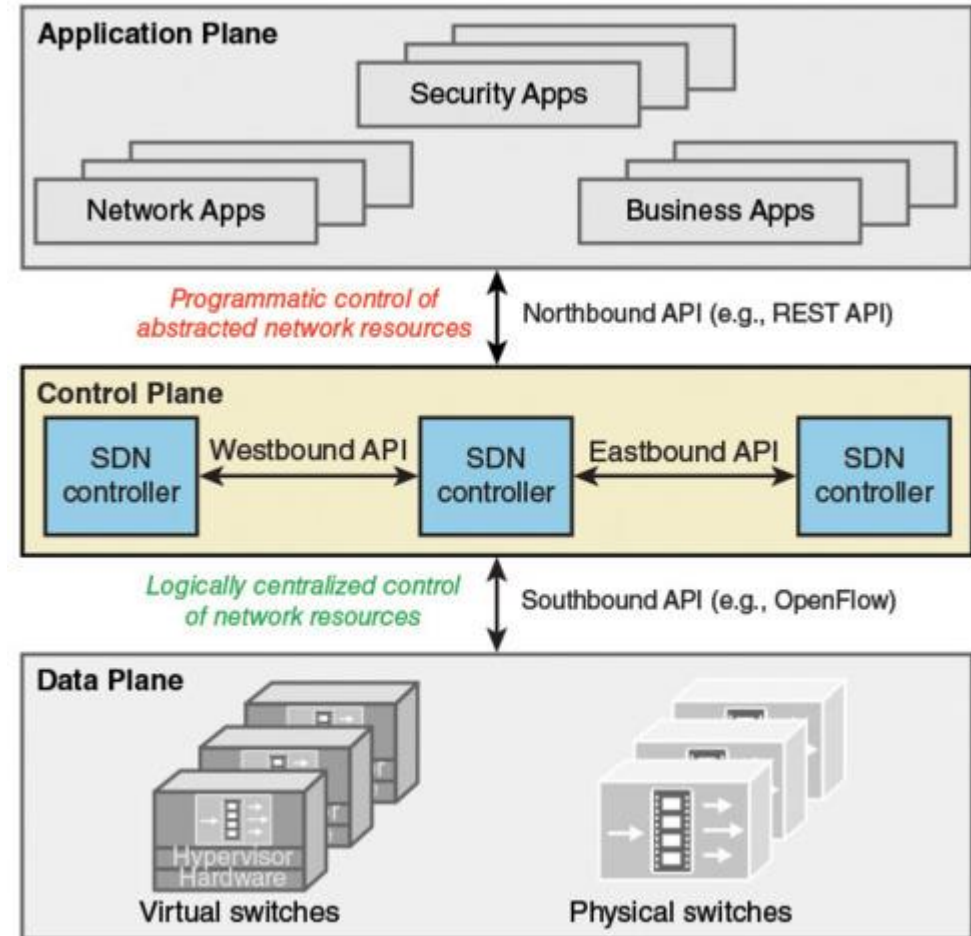 Application Plane
Security Apps
Network Apps
Business Apps
Programmatic control of
abstracted network resources
Northbound API (e.g., REST API)
Control Plane
SDN
controller
Westbound API
SDN
controller
Eastbound API
SDN
controller
Logically centralized control
of network resources
Southbound API (e.g., OpenFlow)
Data Plane
Hypervisor
Hardware
Virtual switches
Physical switches